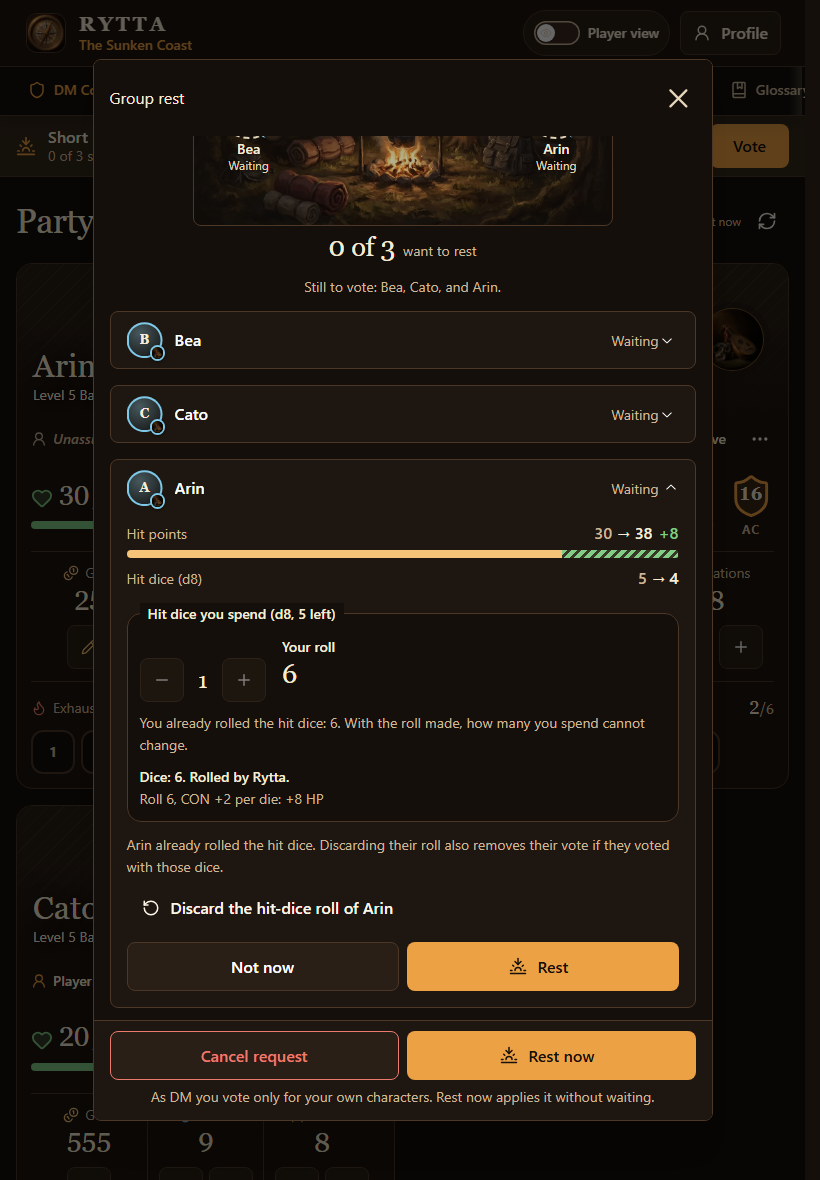 RYTTA
The Sunken Coast
Player view
Profile
DM
Glossary
Short
0 of 3
Vote
Party
now
Group rest
Bea
Waiting
Arin
Waiting
0 of 3 want to rest
Still to vote: Bea, Cato, and Arin.
B
Bea
Waiting
C
Cato
Waiting
A
Arin
Waiting
Hit points
30 → 38 +8
Hit dice (d8)
5 → 4
Hit dice you spend (d8, 5 left)
Your roll
− 1 +
6
You already rolled the hit dice: 6. With the roll made, how many you spend cannot
change.
Dice: 6. Rolled by Rytta.
Roll 6, CON +2 per die: +8 HP
Arin already rolled the hit dice. Discarding their roll also removes their vote if they voted
with those dice.
Discard the hit-dice roll of Arin
Not now
Rest
Cancel request
Rest now
As DM you vote only for your own characters. Rest now applies it without waiting.
Arin
Level 5
30
16
AC
8
2/6
1
Cato
Level 5
Player
20
555
9
8